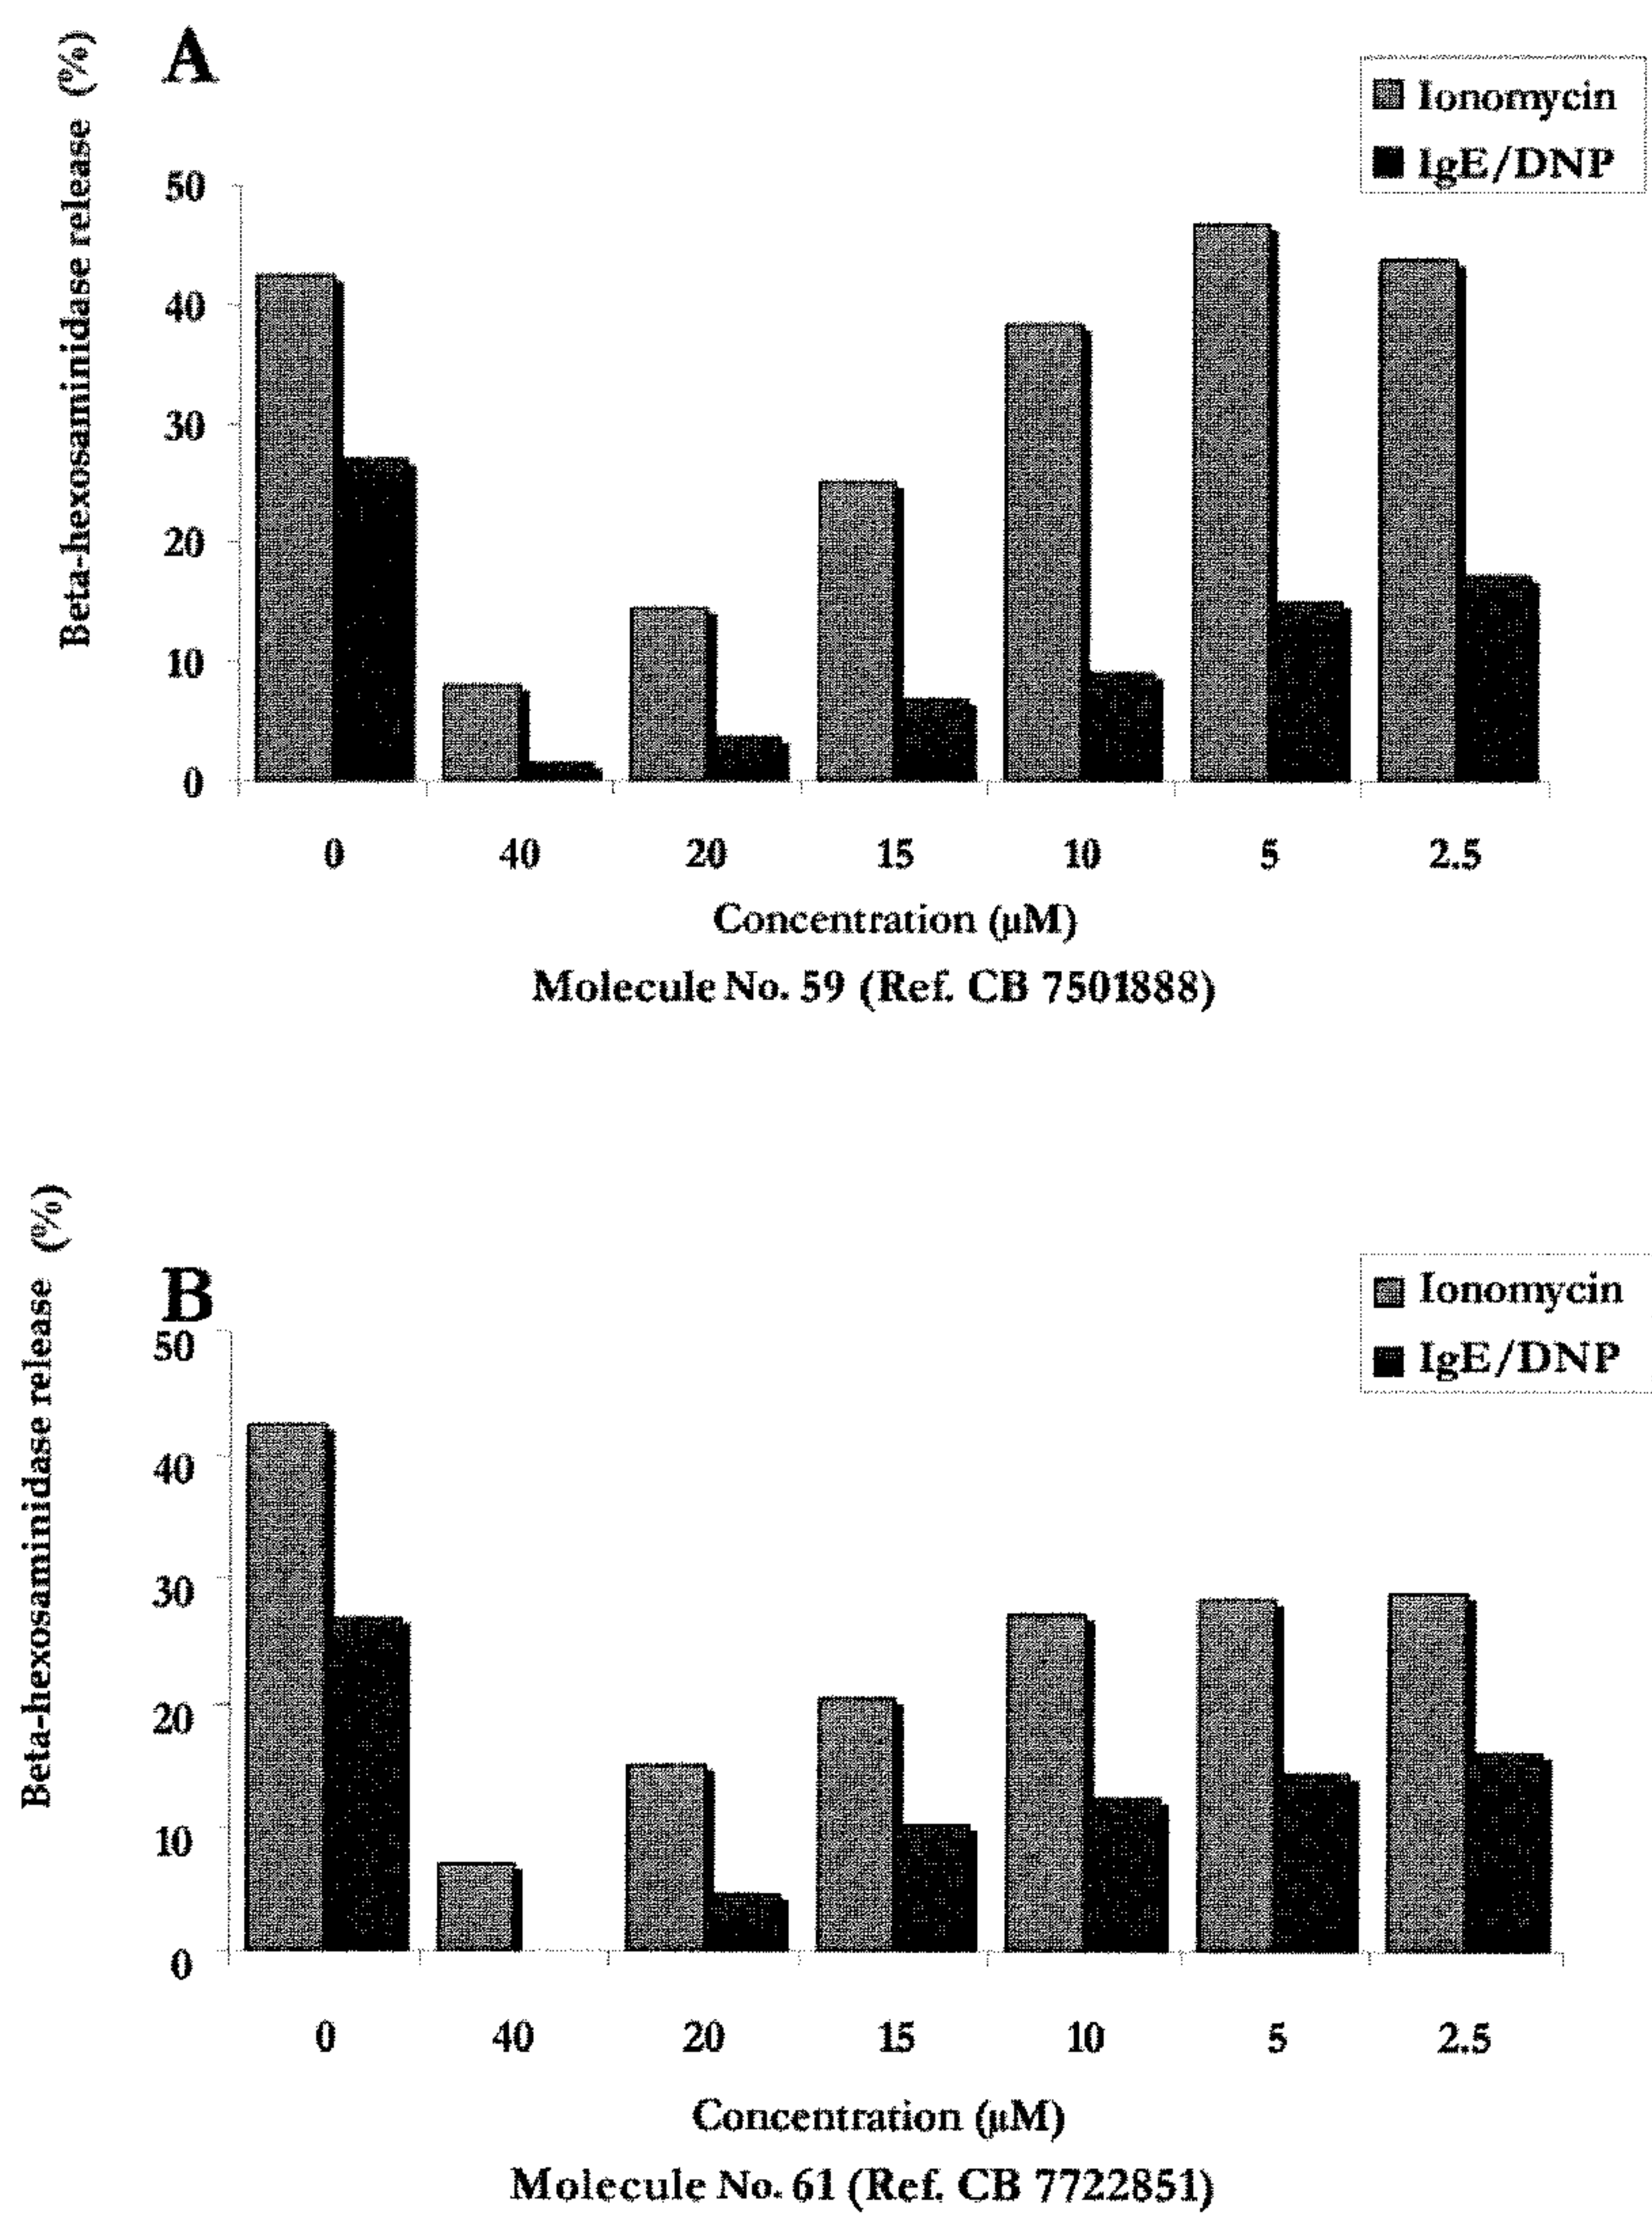 A
Beta-hexosaminidase release (%)
Ionomycin
IgE/DNP
50
40
30
20
10
0
0 40 20 15 10 5 2.5
Concentration (µM)
Molecule No. 59 (Ref. CB 7501888)
B
Beta-hexosaminidase release (%)
Ionomycin
IgE/DNP
50
40
30
20
10
0
0 40 20 15 10 5 2.5
Concentration (µM)
Molecule No. 61 (Ref. CB 7722851)